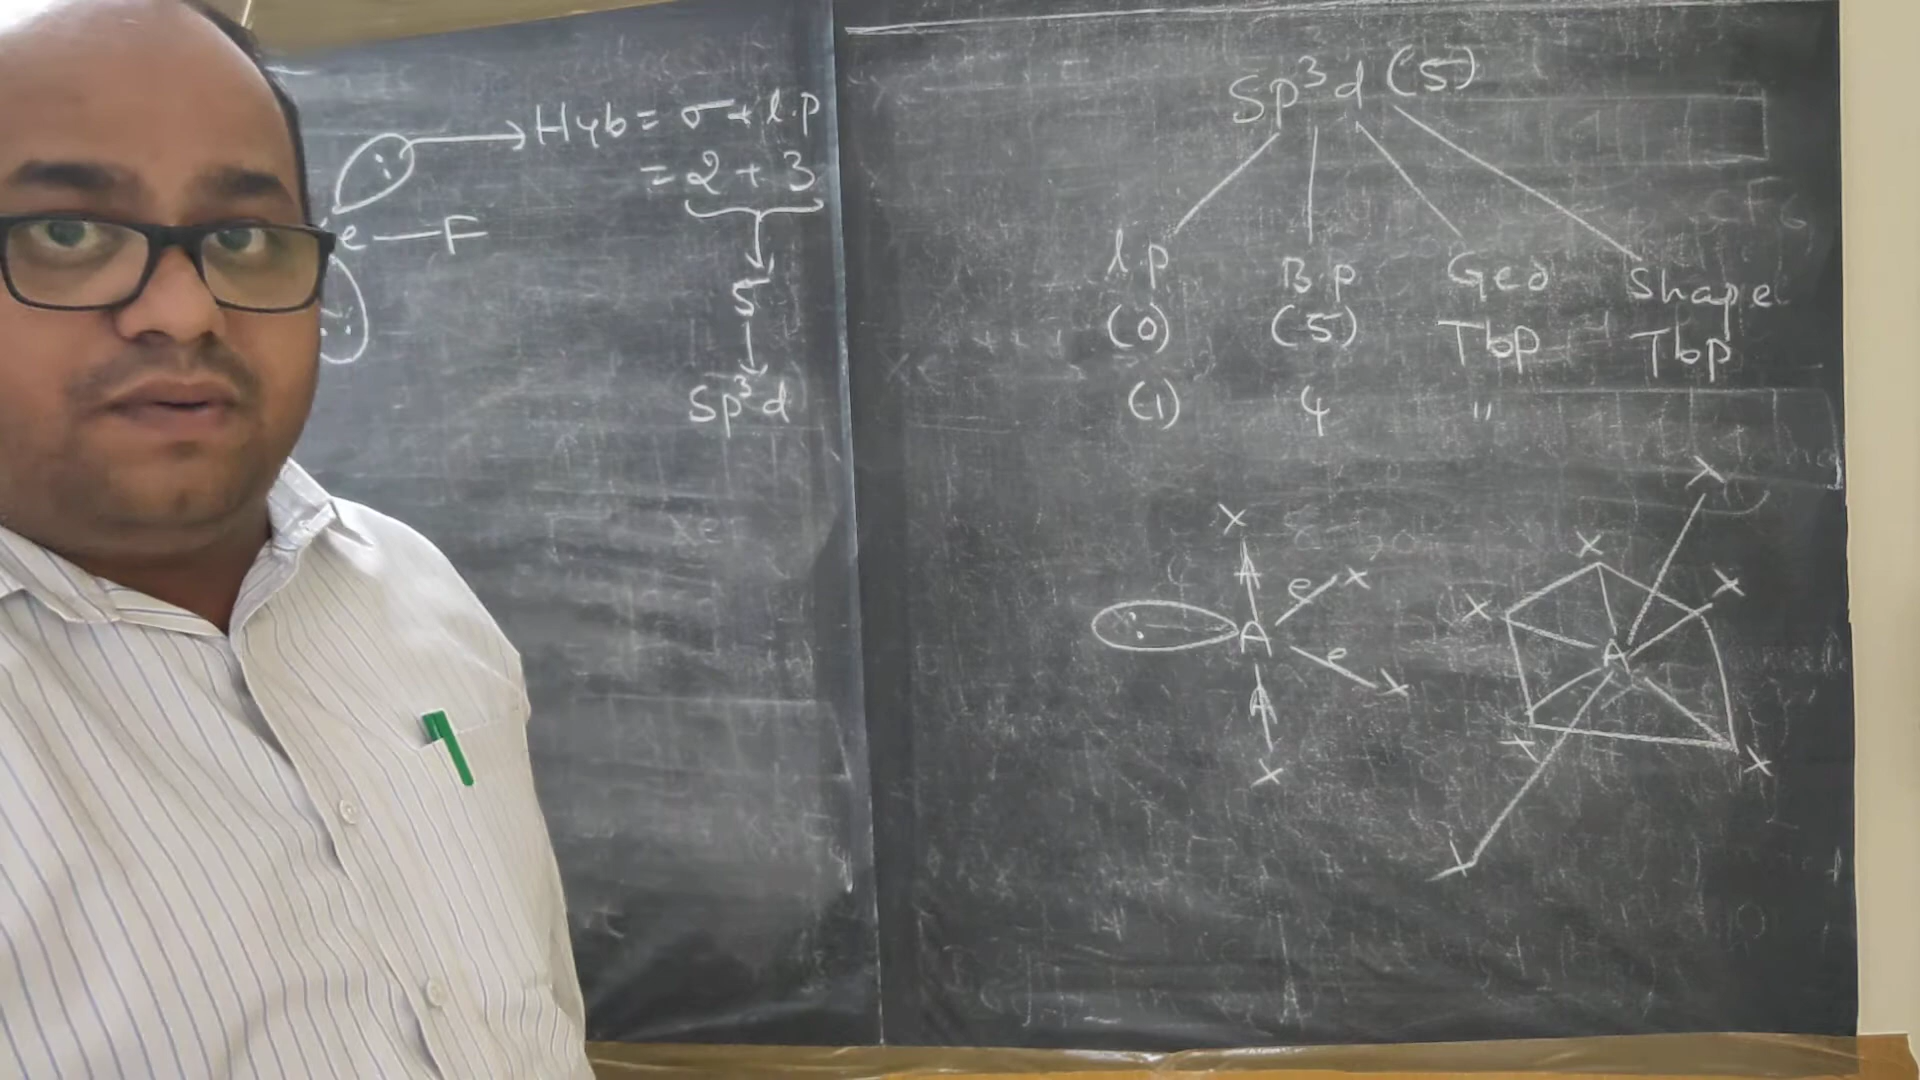 Hyb = σ + l.p
= 2 + 3
5
Sp³d
e — F
Sp³d (5)
l.p B.p Geo Shape
(0) (5) Tbp Tbp
(1) 4 "
X
A
e X
: A
e X
A
X
X
X X
A
X X